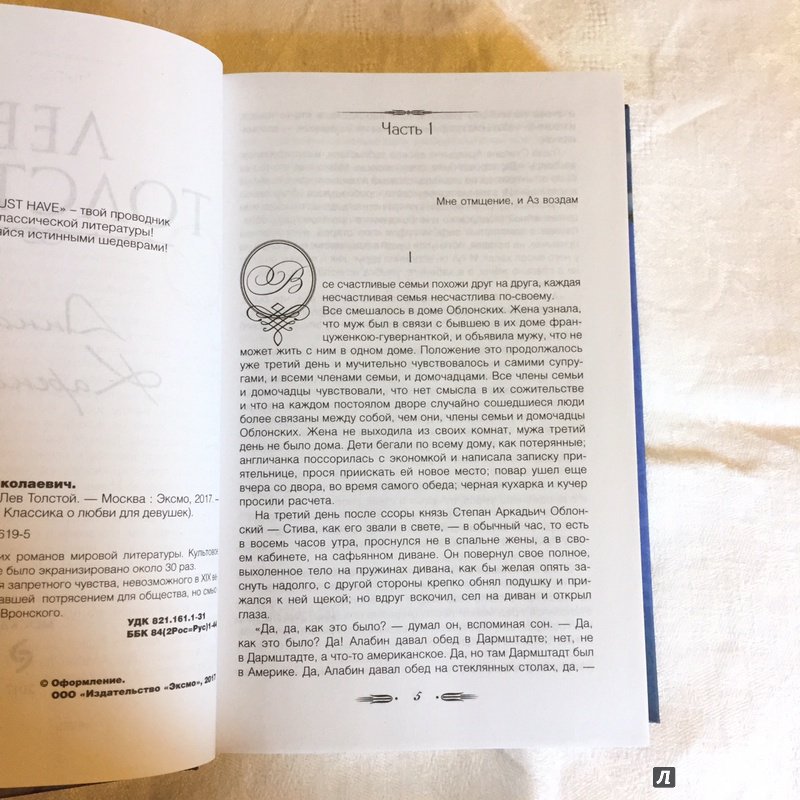 UST HAVE» – твой проводник
лассической литературы!
йся истинными шедеврами!
колаевич.
Лев Толстой. — Москва : Эксмо, 2017.–
Классика о любви для девушек).
619-5
их романов мировой литературы. Культовое
е было экранизировано около 30 раз.
я запретного чувства, невозможного в XIX ве-
авшей потрясением для общества, но смыс
Вронского.
УДК 821.161.1-31
ББК 84(2Рос=Рус)1-44
© Оформление.
ООО «Издательство «Эксмо», 2017
Часть 1
Мне отмщение, и Аз воздам
I
Все счастливые семьи похожи друг на друга, каждая
несчастливая семья несчастлива по-своему.
Все смешалось в доме Облонских. Жена узнала,
что муж был в связи с бывшею в их доме фран-
цуженкою-гувернанткой, и объявила мужу, что не
может жить с ним в одном доме. Положение это продолжалось
уже третий день и мучительно чувствовалось и самими супру-
гами, и всеми членами семьи, и домочадцами. Все члены семьи
и домочадцы чувствовали, что нет смысла в их сожительстве
и что на каждом постоялом дворе случайно сошедшиеся люди
более связаны между собой, чем они, члены семьи и домочадцы
Облонских. Жена не выходила из своих комнат, мужа третий
день не было дома. Дети бегали по всему дому, как потерянные;
англичанка поссорилась с экономкой и написала записку при-
ятельнице, прося приискать ей новое место; повар ушел еще
вчера со двора, во время самого обеда; черная кухарка и кучер
просили расчета.
На третий день после ссоры князь Степан Аркадьич Облон-
ский — Стива, как его звали в свете, — в обычный час, то есть
в восемь часов утра, проснулся не в спальне жены, а в сво-
ем кабинете, на сафьянном диване. Он повернул свое полное,
выхоленное тело на пружинах дивана, как бы желая опять за-
снуть надолго, с другой стороны крепко обнял подушку и при-
жался к ней щекой; но вдруг вскочил, сел на диван и открыл
глаза.
«Да, да, как это было? — думал он, вспоминая сон. — Да,
как это было? Да! Алабин давал обед в Дармштадте; нет, не
в Дармштадте, а что-то американское. Да, но там Дармштадт был
в Америке. Да, Алабин давал обед на стеклянных столах, да, —
5
Л